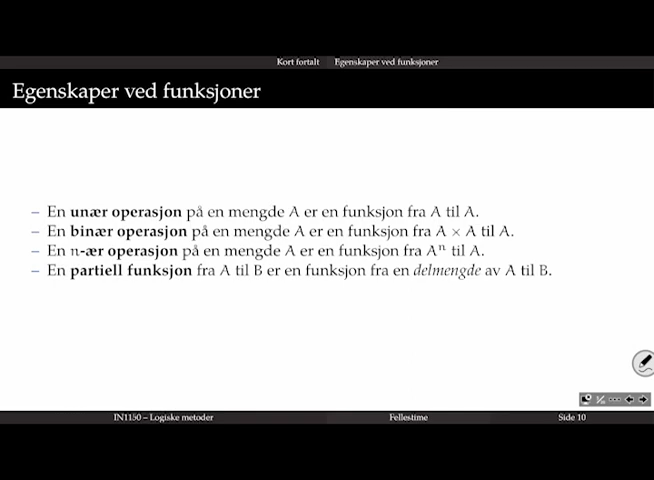 Kort fortalt Egenskaper ved funksjoner
Egenskaper ved funksjoner
– En unær operasjon på en mengde A er en funksjon fra A til A.
– En binær operasjon på en mengde A er en funksjon fra A × A til A.
– En n-ær operasjon på en mengde A er en funksjon fra Aⁿ til A.
– En partiell funksjon fra A til B er en funksjon fra en delmengde av A til B.
IN1150 – Logiske metoder Fellestime Side 10